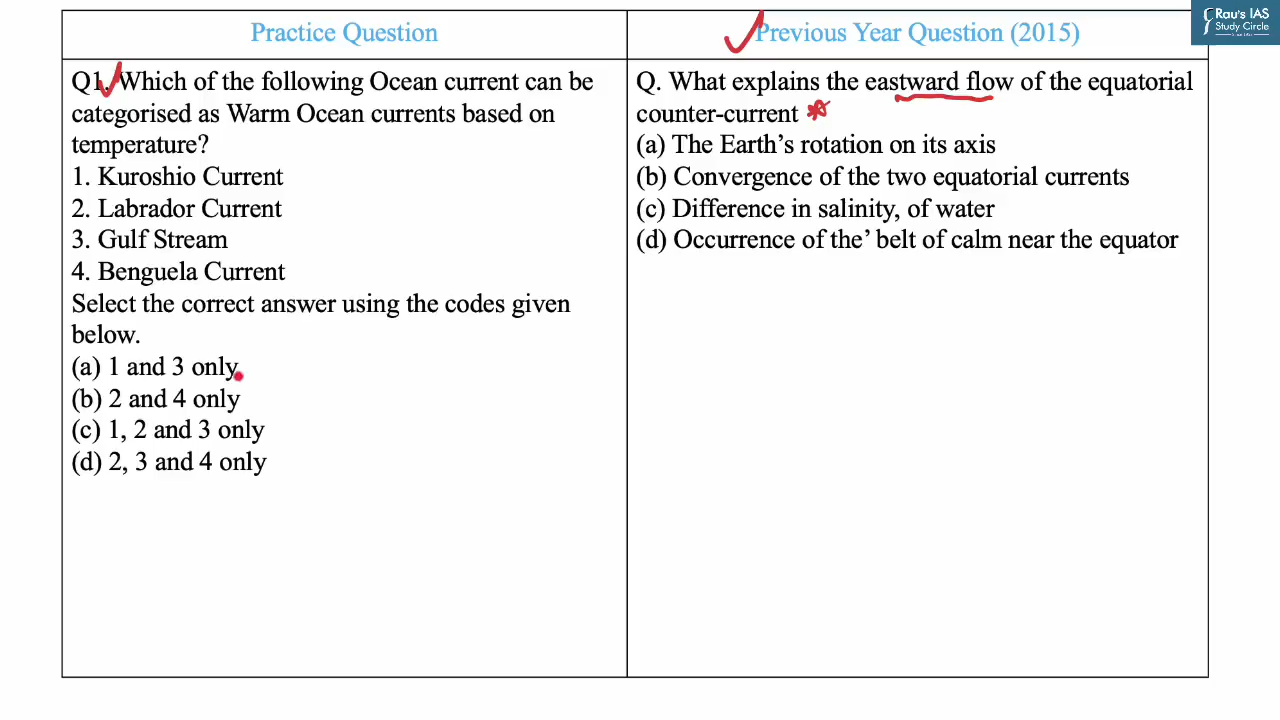 Rau's IAS
Study Circle
Practice Question
Previous Year Question (2015)
Q1. Which of the following Ocean current can be
categorised as Warm Ocean currents based on
temperature?
1. Kuroshio Current
2. Labrador Current
3. Gulf Stream
4. Benguela Current
Select the correct answer using the codes given
below.
(a) 1 and 3 only
(b) 2 and 4 only
(c) 1, 2 and 3 only
(d) 2, 3 and 4 only
Q. What explains the eastward flow of the equatorial
counter-current
(a) The Earth’s rotation on its axis
(b) Convergence of the two equatorial currents
(c) Difference in salinity, of water
(d) Occurrence of the’ belt of calm near the equator